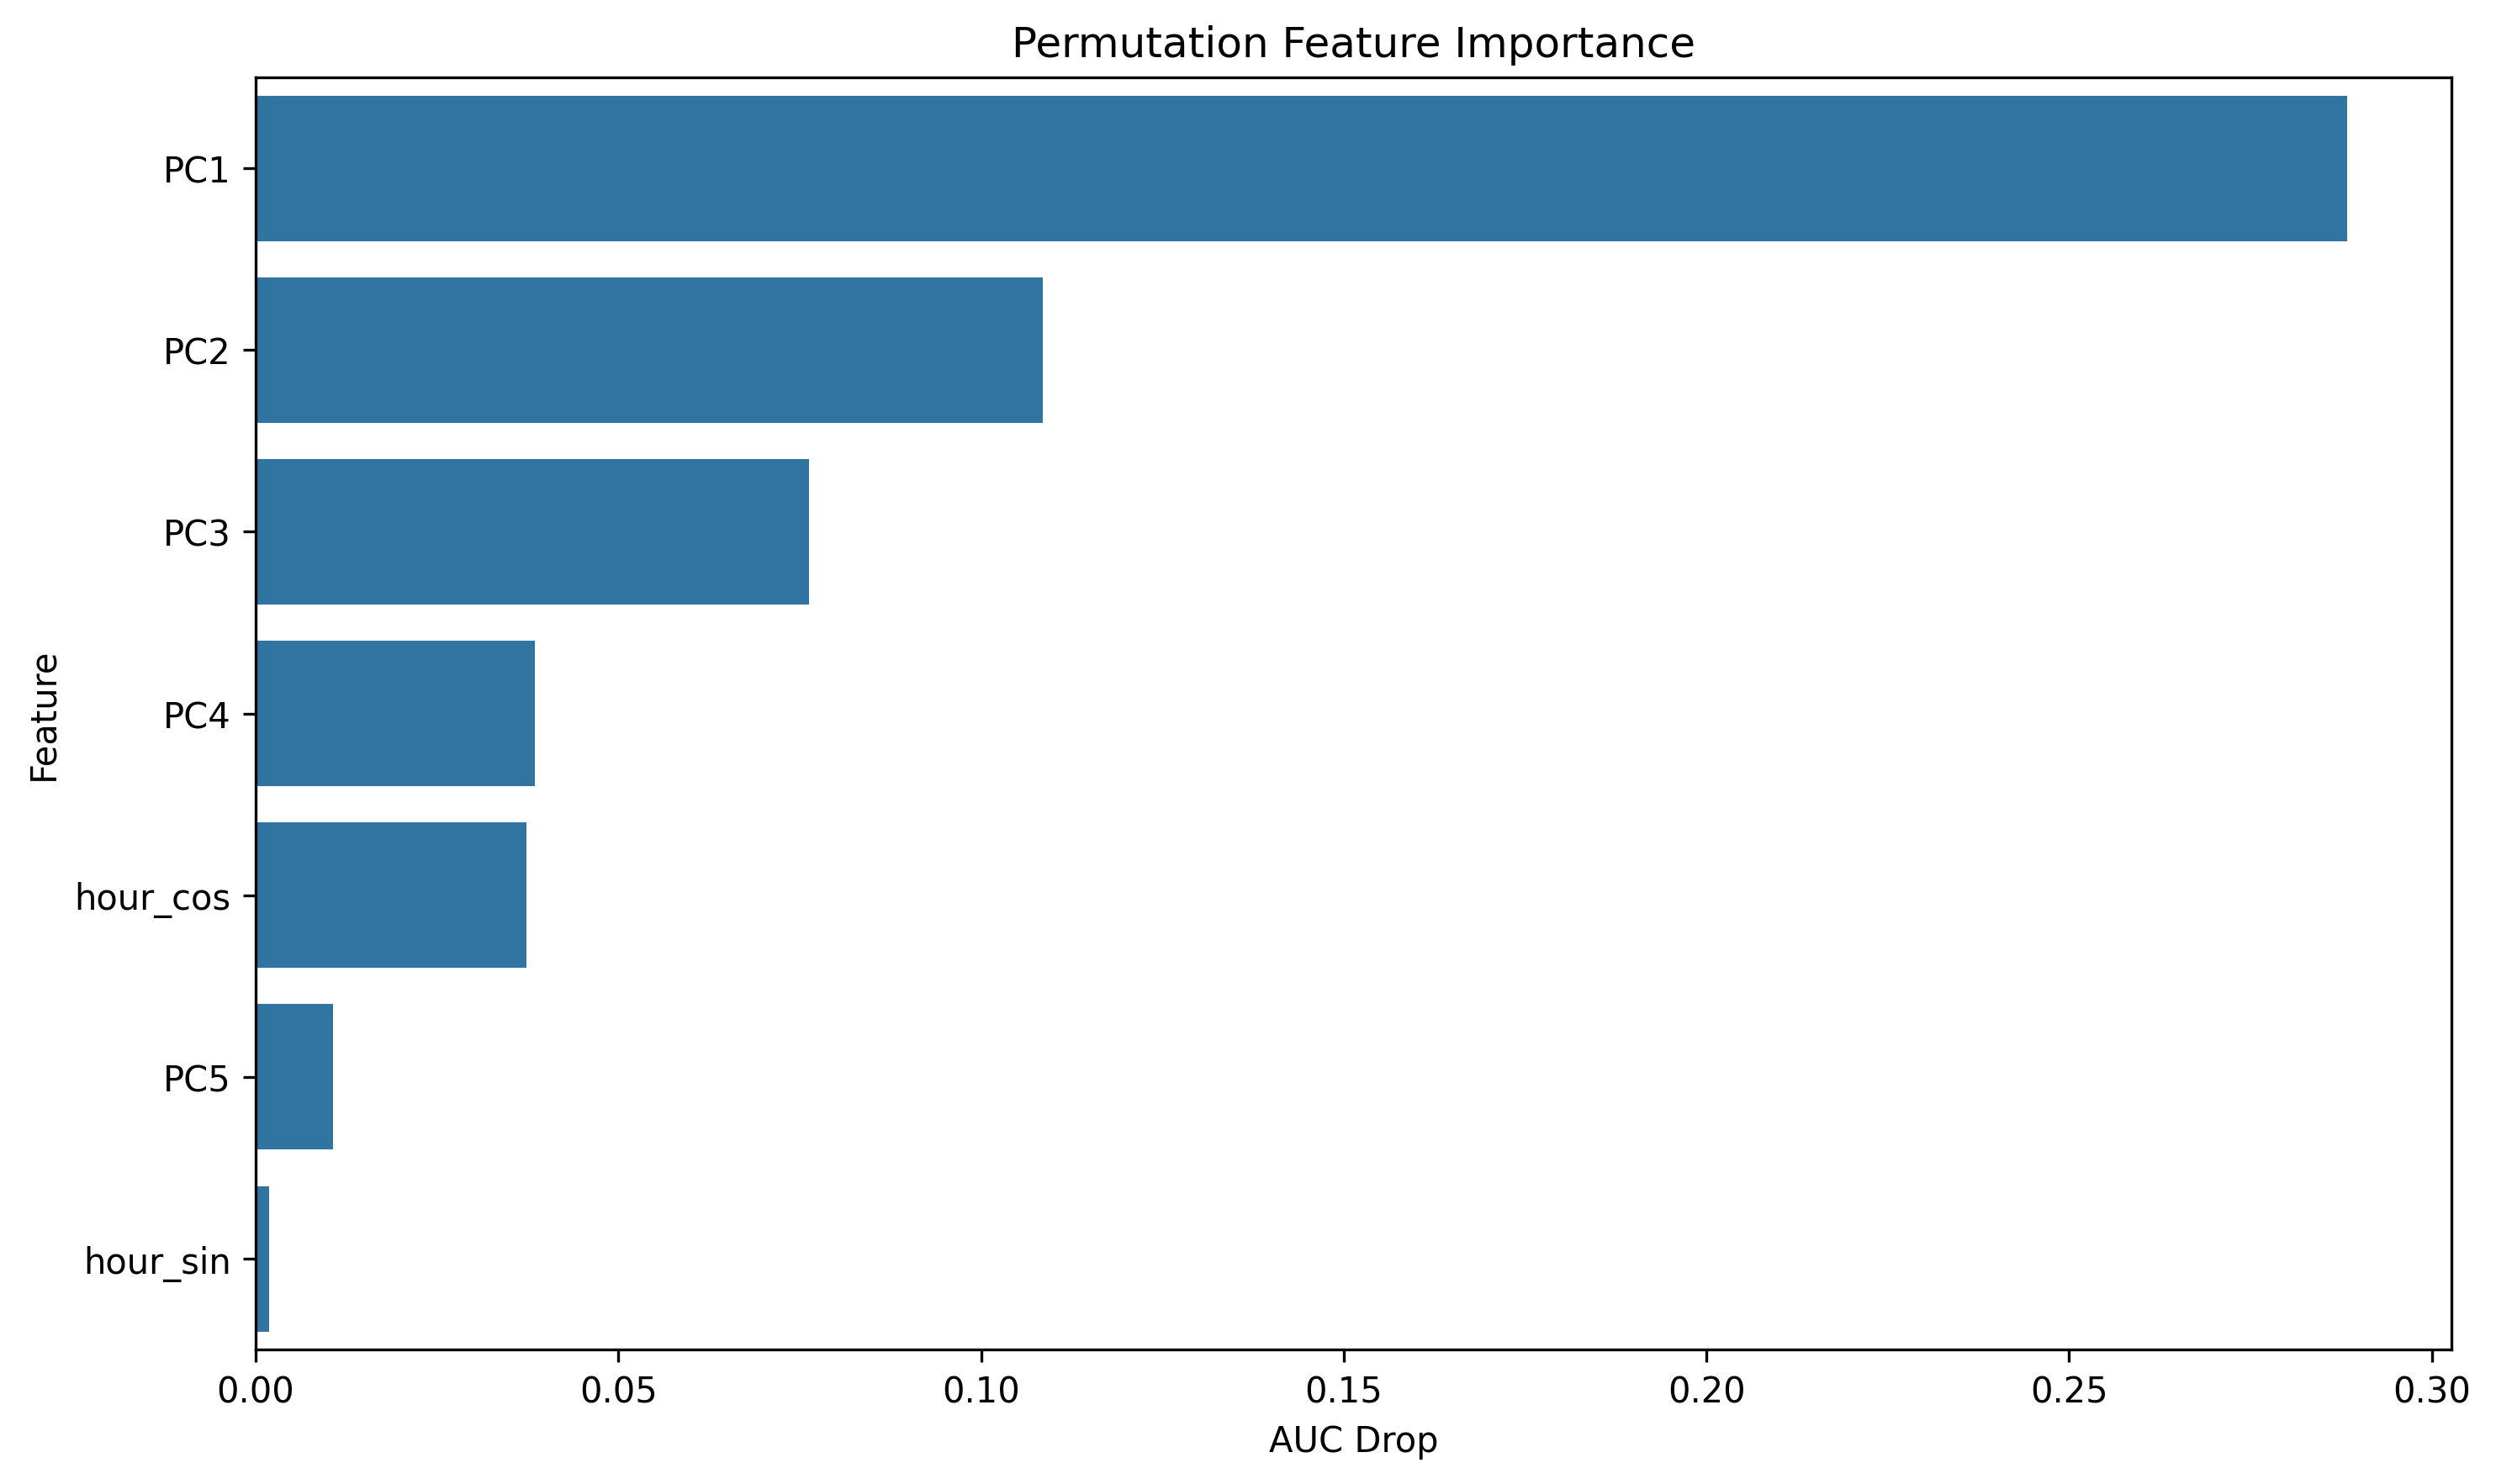 Permutation Feature Importance
Feature
PC1
PC2
PC3
PC4
hour_cos
PC5
hour_sin
0.00 0.05 0.10 0.15 0.20 0.25 0.30
AUC Drop